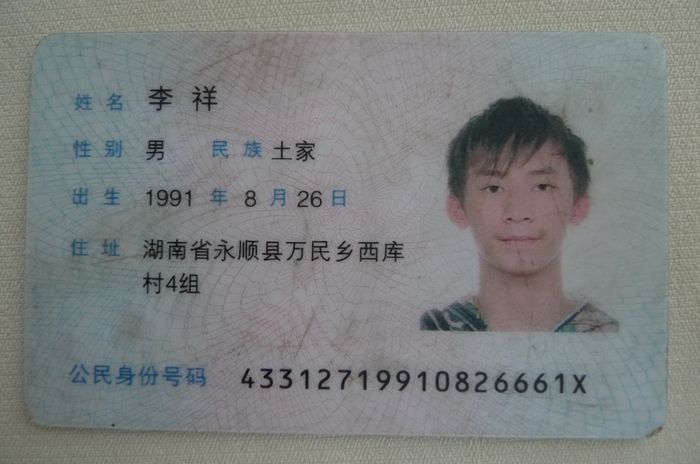 姓名 李祥
性别 男 民族 土家
出生 1991 年 8 月 26 日
住址 湖南省永顺县万民乡西库
村4组
公民身份号码 43312719910826661X